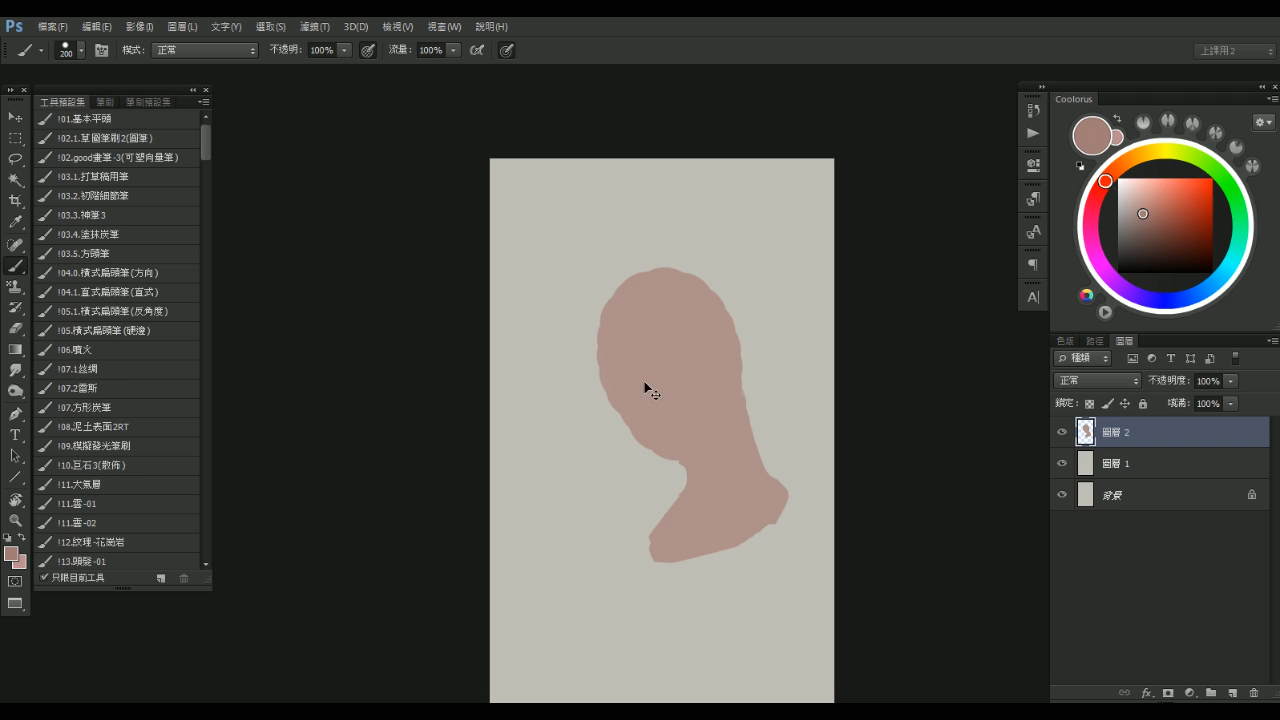 Ps 檔案(F) 編輯(E) 影像(I) 圖層(L) 文字(Y) 選取(S) 濾鏡(T) 3D(D) 檢視(V) 視窗(W) 說明(H)
200 模式: 正常 不透明: 100% 流量: 100% 上課用2
工具預設集 筆刷 筆刷預設集
!01.基本平頭
!02.1.草圖筆刷2(圓筆)
!02.good畫筆-3(可塑向量筆)
!03.1.打草稿用筆
!03.2.初階細節筆
!03.3.神筆3
!03.4.塗抹炭筆
!03.5.方頭筆
!04.0.橫式扁頭筆(方向)
!04.1.直式扁頭筆(直式)
!05.1.橫式扁頭筆(反角度)
!05.橫式扁頭筆(硬邊)
!06.噴火
!07.1絲綢
!07.2雷斯
!07.方形炭筆
!08.泥土表面2RT
!09.模擬發光筆刷
!10.巨石3(散佈)
!11.大氣層
!11.雲-01
!11.雲-02
!12.紋理-花崗岩
!13.頭髮-01
只限目前工具
Coolorus
色版 路徑 圖層
種類
正常 不透明度: 100%
鎖定: 填滿: 100%
圖層 2
圖層 1
背景